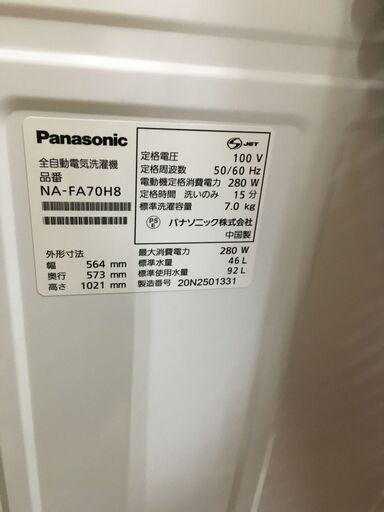 Panasonic
全自動電気洗濯機
品番
NA-FA70H8
外形寸法
幅 564 mm
奥行 573 mm
高さ 1021 mm
S JET
定格電圧 100 V
定格周波数 50/60 Hz
電動機定格消費電力 280 W
定格時間 洗いのみ 15 分
標準洗濯容量 7.0 kg
PS E パナソニック株式会社
中国製
最大消費電力 280 W
標準水量 46 L
標準使用水量 92 L
製造番号 20N2501331